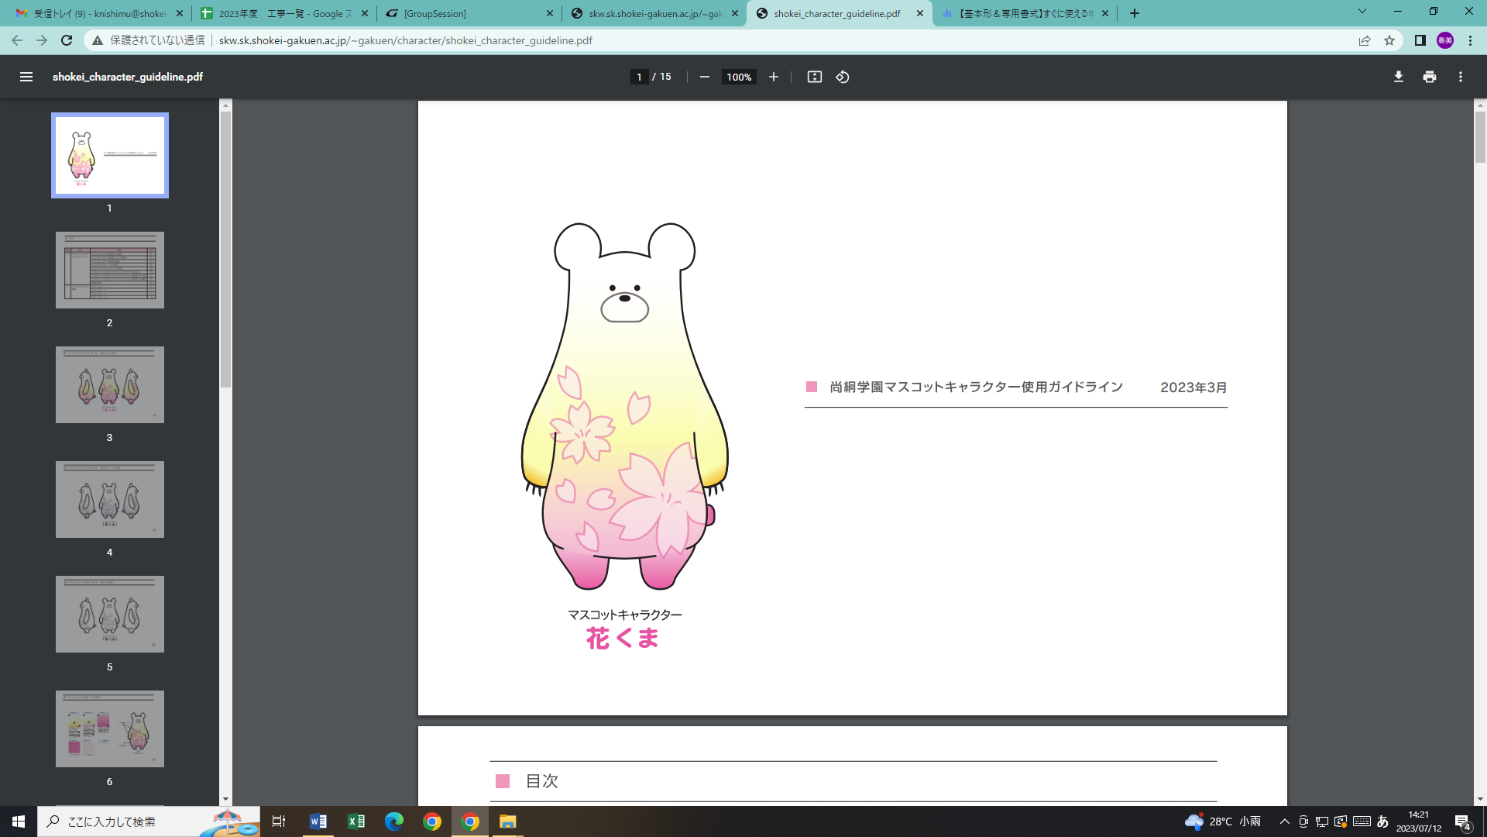 受信トレイ (9) - knishimu@shokei
2023年度　工事一覧 - Google ス
[GroupSession]
skw.sk.shokei-gakuen.ac.jp/~gak
shokei_character_guideline.pdf
【基本形＆専用書式】すぐに使える
保護されていない通信
skw.sk.shokei-gakuen.ac.jp/~gakuen/character/shokei_character_guideline.pdf
shokei_character_guideline.pdf
1 / 15
100%
1
2
3
4
5
6
尚絅学園マスコットキャラクター使用ガイドライン 2023年3月
マスコットキャラクター
花くま
目次
ここに入力して検索
28°C 小雨
あ
14:21
2023/07/12
4